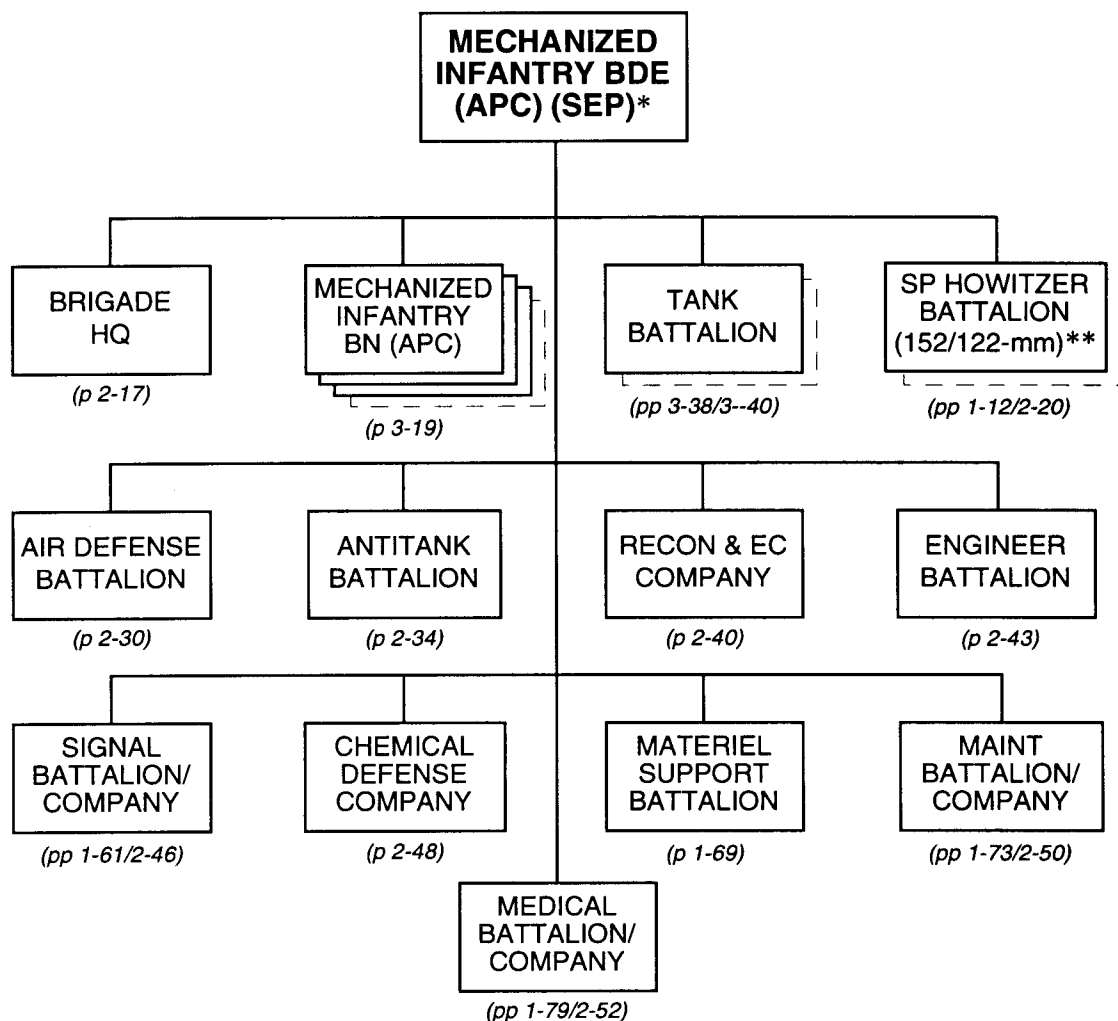 MECHANIZED
INFANTRY BDE
(APC) (SEP)*
BRIGADE
HQ
(p 2-17)
MECHANIZED
INFANTRY
BN (APC)
(p 3-19)
TANK
BATTALION
(pp 3-38/3--40)
SP HOWITZER
BATTALION
(152/122-mm)**
(pp 1-12/2-20)
AIR DEFENSE
BATTALION
(p 2-30)
ANTITANK
BATTALION
(p 2-34)
RECON & EC
COMPANY
(p 2-40)
ENGINEER
BATTALION
(p 2-43)
SIGNAL
BATTALION/
COMPANY
(pp 1-61/2-46)
CHEMICAL
DEFENSE
COMPANY
(p 2-48)
MATERIEL
SUPPORT
BATTALION
(p 1-69)
MAINT
BATTALION/
COMPANY
(pp 1-73/2-50)
MEDICAL
BATTALION/
COMPANY
(pp 1-79/2-52)